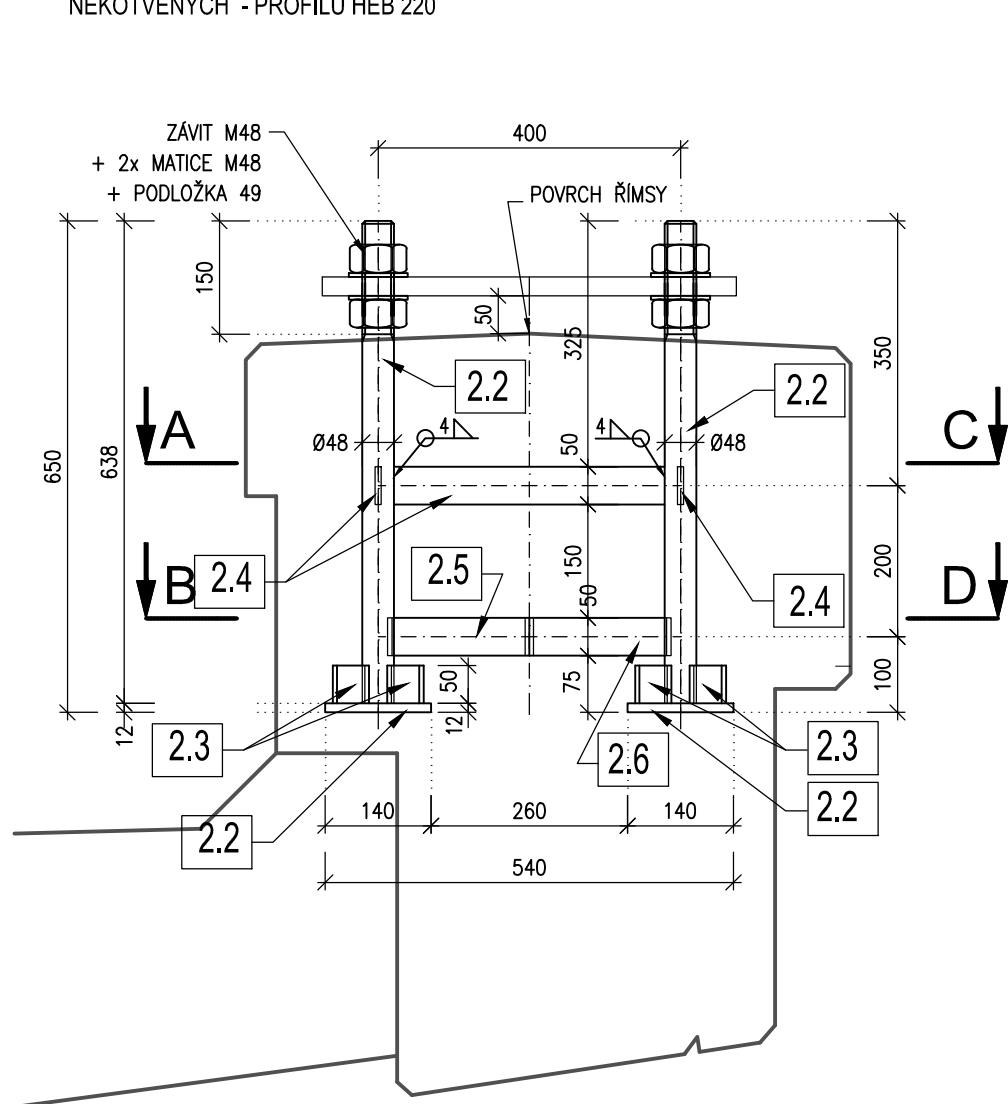 NEKOTVENÝCH - PROFILU HEB 220
ZÁVIT M48
+ 2x MATICE M48
+ PODLOŽKA 49
400
POVRCH ŘÍMSY
150
50
325
350
2.2
2.2
A
C
650
638
Ø48
4
4
Ø48
50
2.4
2.5
150
200
B
D
2.4
50
50
75
100
12
12
2.3
2.6
2.3
2.2
140
260
140
2.2
540